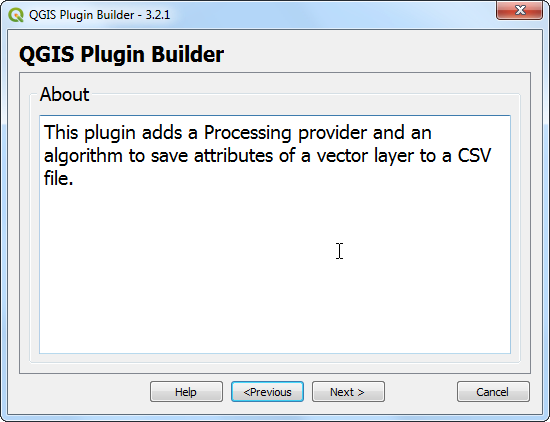 QGIS Plugin Builder - 3.2.1
QGIS Plugin Builder
About
This plugin adds a Processing provider and an
algorithm to save attributes of a vector layer to a CSV
file.
Help
<Previous
Next >
Cancel